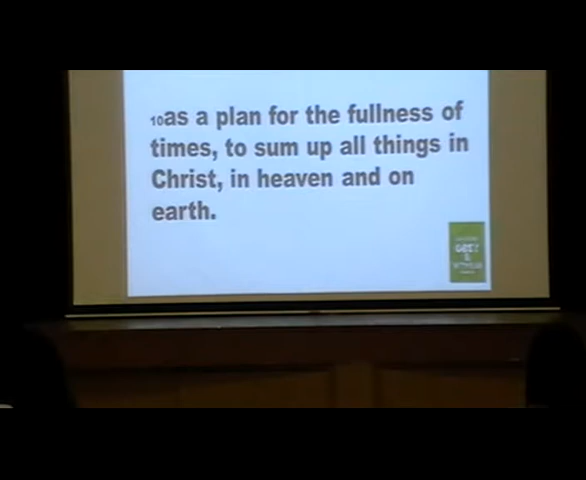 10as a plan for the fullness of
times, to sum up all things in
Christ, in heaven and on
earth.